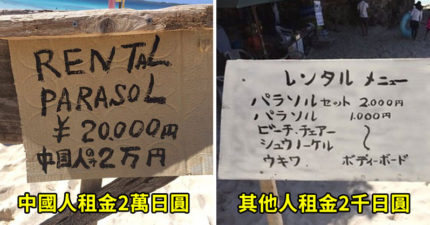 RENTAL
PARASOL
¥20,000円
中国人2万円
中國人租金2萬日圓
レンタル メニュー
パラソルセット 2,000円
パラソル 1,000円
ビーチ・チェアー
シュノーケル
ウキワ ボディーボード
其他人租金2千日圓